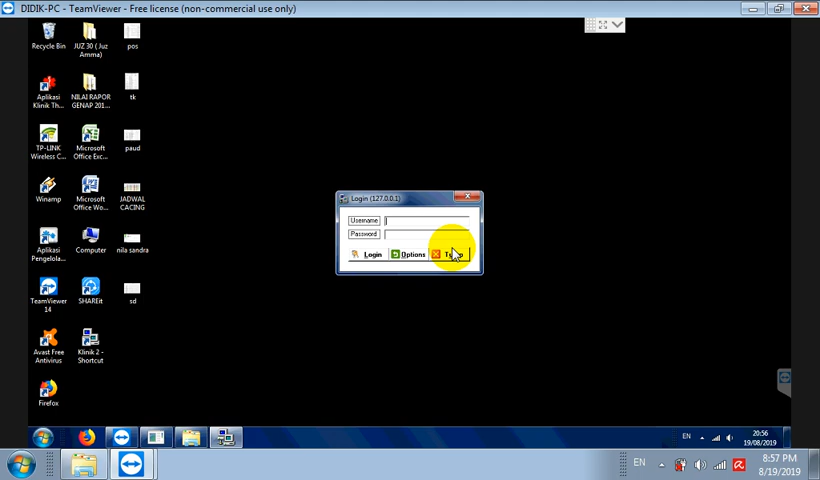 DIDIK-PC - TeamViewer - Free license (non-commercial use only)
Recycle Bin
JUZ 30 ( Juz Amma)
pos
Aplikasi Klinik Th...
NILAI RAPOR GENAP 201...
tk
TP-LINK Wireless C...
Microsoft Office Exc...
paud
Winamp
Microsoft Office Wo...
JADWAL CACING
Aplikasi Pengelola...
Computer
nila sandra
TeamViewer 14
SHAREit
sd
Avast Free Antivirus
Klinik 2 - Shortcut
Firefox
Login (127.0.0.1)
Username
Password
Login
Options
EN
20:56
19/08/2019
EN
8:57 PM
8/19/2019